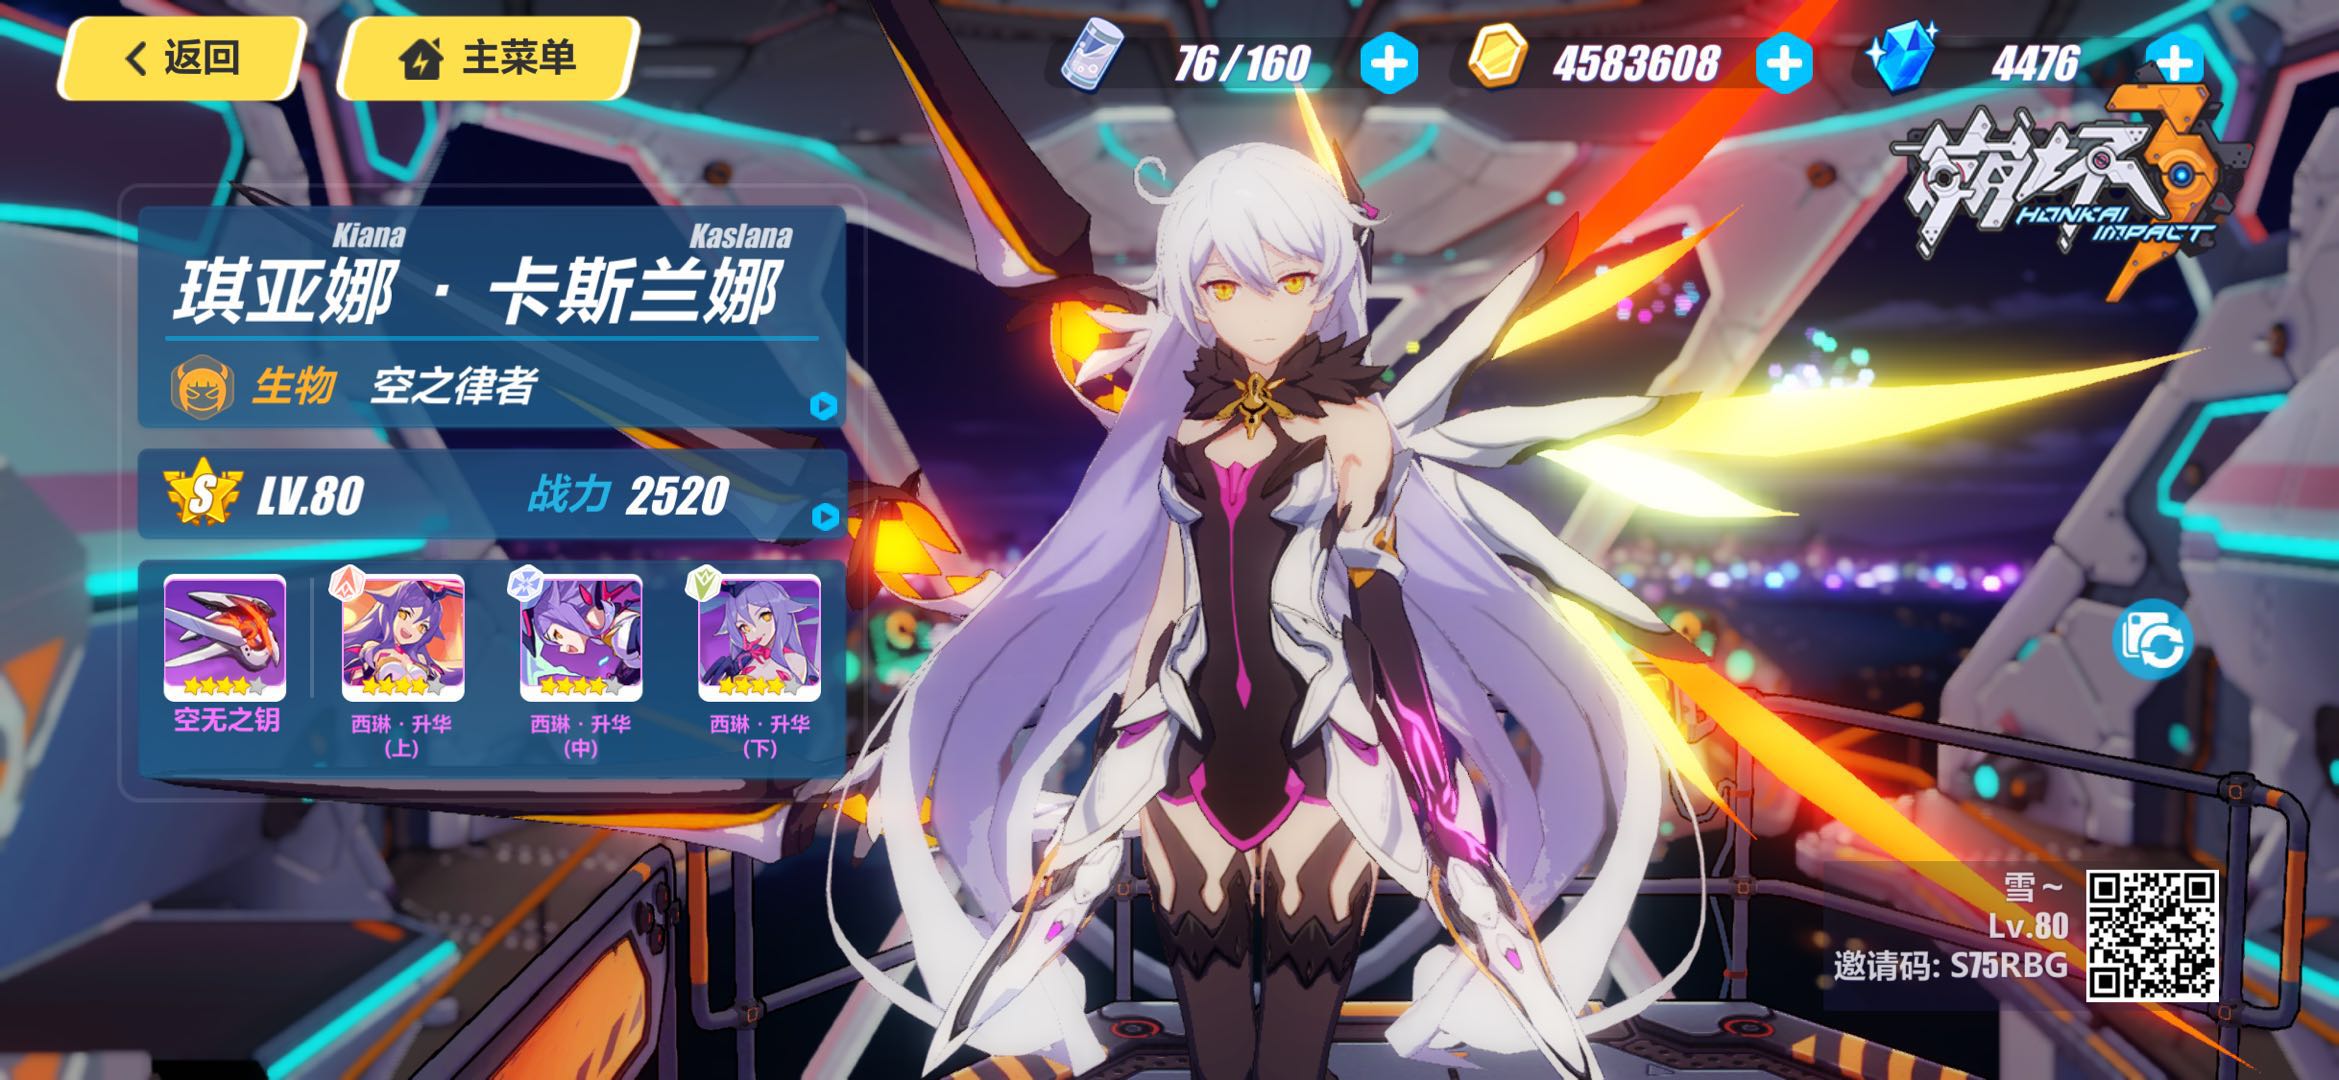 返回
主菜单
76/160
4583608
4476
崩坏3
HONKAI
IMPACT
Kiana
Kaslana
琪亚娜 · 卡斯兰娜
生物 空之律者
S LV.80 战力 2520
空无之钥
西琳 · 升华
(上)
西琳 · 升华
(中)
西琳 · 升华
(下)
雪~
Lv.80
邀请码: S75RBG